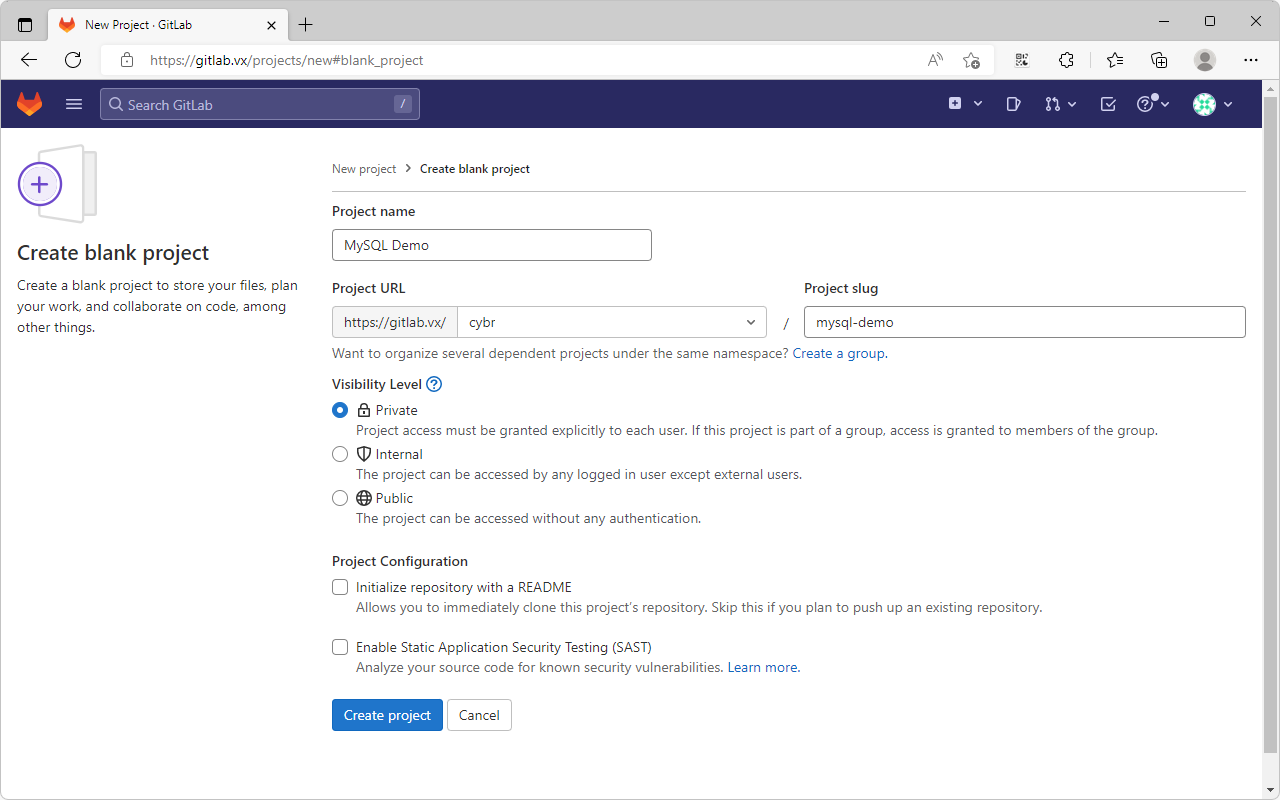 New Project · GitLab
https://gitlab.vx/projects/new#blank_project
Search GitLab /
Create blank project
Create a blank project to store your files, plan
your work, and collaborate on code, among
other things.
New project > Create blank project
Project name
MySQL Demo
Project URL
Project slug
https://gitlab.vx/ cybr / mysql-demo
Want to organize several dependent projects under the same namespace? Create a group.
Visibility Level ?
Private
Project access must be granted explicitly to each user. If this project is part of a group, access is granted to members of the group.
Internal
The project can be accessed by any logged in user except external users.
Public
The project can be accessed without any authentication.
Project Configuration
Initialize repository with a README
Allows you to immediately clone this project’s repository. Skip this if you plan to push up an existing repository.
Enable Static Application Security Testing (SAST)
Analyze your source code for known security vulnerabilities. Learn more.
Create project Cancel